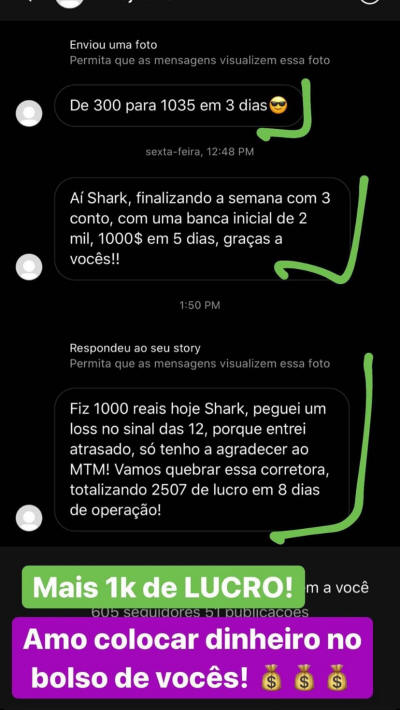 Enviou uma foto
Permita que as mensagens visualizem essa foto
De 300 para 1035 em 3 dias😎
sexta-feira, 12:48 PM
Aí Shark, finalizando a semana com 3
conto, com uma banca inicial de 2
mil, 1000$ em 5 dias, graças a
vocês!!
1:50 PM
Respondeu ao seu story
Permita que as mensagens visualizem essa foto
Fiz 1000 reais hoje Shark, peguei um
loss no sinal das 12, porque entrei
atrasado, só tenho a agradecer ao
MTM! Vamos quebrar essa corretora,
totalizando 2507 de lucro em 8 dias
de operação!
Mais 1k de LUCRO!
m a você
605 seguidores 51 publicações
Amo colocar dinheiro no
bolso de vocês! 💰 💰 💰